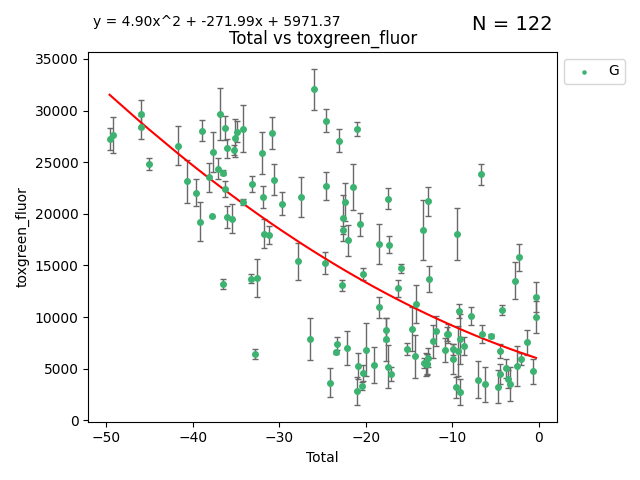 y = 4.90x^2 + -271.99x + 5971.37
N = 122
Total vs toxgreen_fluor
G
toxgreen_fluor
35000
30000
25000
20000
15000
10000
5000
0
−50
−40
−30
−20
−10
0
Total